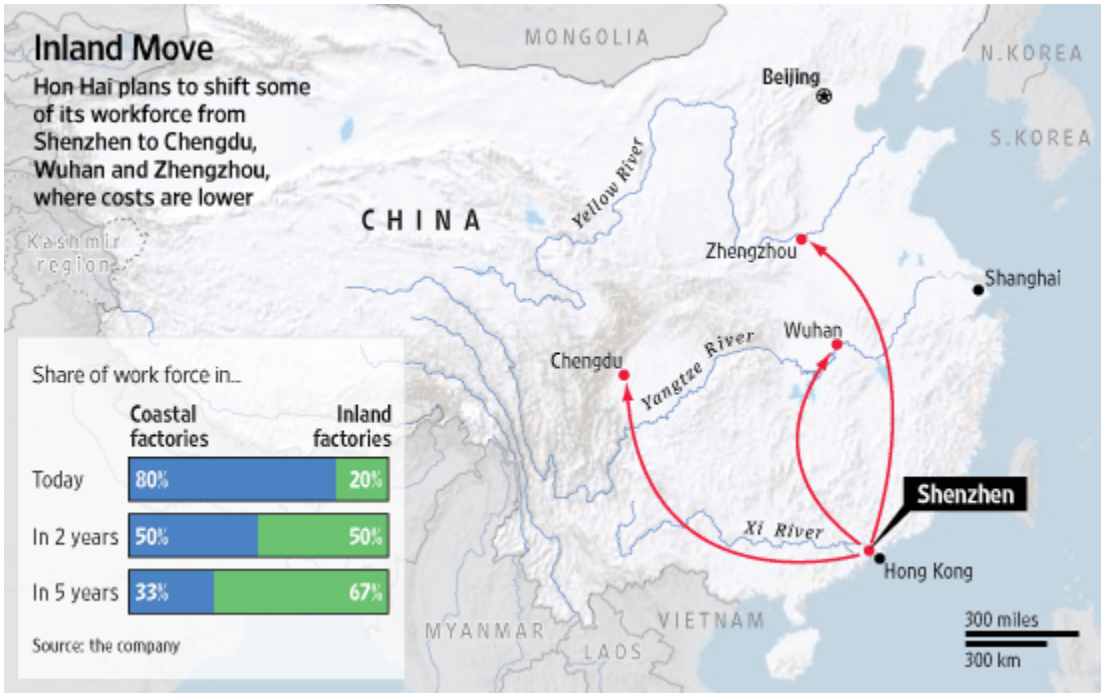 Inland Move
Hon Hai plans to shift some
of its workforce from
Shenzhen to Chengdu,
Wuhan and Zhengzhou,
where costs are lower
MONGOLIA
Beijing
N.KOREA
S.KOREA
Yellow River
CHINA
Kashmir
region
Zhengzhou
Shanghai
Wuhan
Chengdu
Yangtze River
Shenzhen
Xi River
Hong Kong
MYANMAR
LAOS
VIETNAM
300 miles
300 km
Share of work force in...
Coastal
factories
Inland
factories
Today 80% 20%
In 2 years 50% 50%
In 5 years 33% 67%
Source: the company